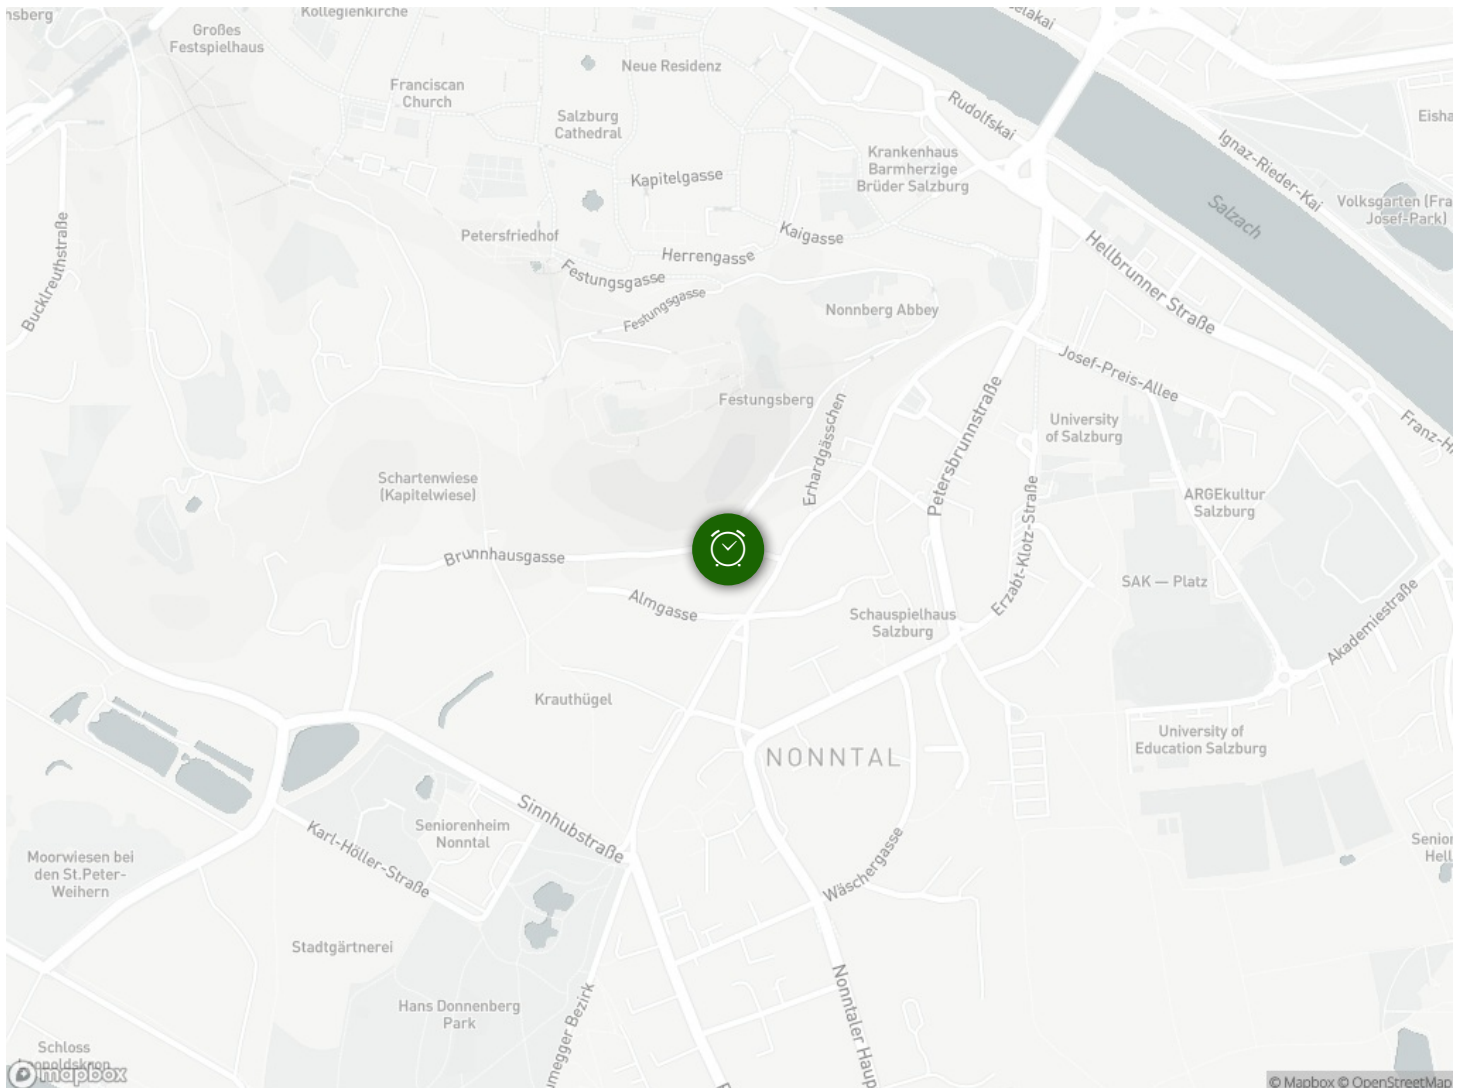 Kollegienkirche
Großes
Festspielhaus
Neue Residenz
Franciscan
Church
Salzburg
Cathedral
Rudolfskai
Ignaz-Rieder-Kai
Krankenhaus
Barmherzige
Brüder Salzburg
Kapitelgasse
Salzach
Volksgarten (Fra
Josef-Park)
Bucklreuthstraße
Petersfriedhof
Kaigasse
Herrengasse
Hellbrunner Straße
Festungsgasse
Festungsgasse
Nonnberg Abbey
Josef-Preis-Allee
Festungsberg
Erhardgässchen
Petersbrunnstraße
University
of Salzburg
Schartenwiese
(Kapitelwiese)
ARGEkultur
Salzburg
Erzabt-Klotz-Straße
Brunnhausgasse
SAK — Platz
Almgasse
Schauspielhaus
Salzburg
Akademiestraße
Krauthügel
University of
Education Salzburg
NONNTAL
Sinnhubstraße
Seniorenheim
Nonntal
Karl-Höller-Straße
Moorwiesen bei
den St.Peter-
Weihern
Wäschergasse
Senior
Hell
Stadtgärtnerei
Hans Donnenberg
Park
Nonntaler Haup
umegger Bezirk
Schloss
mapbox
© Mapbox © OpenStreetMap